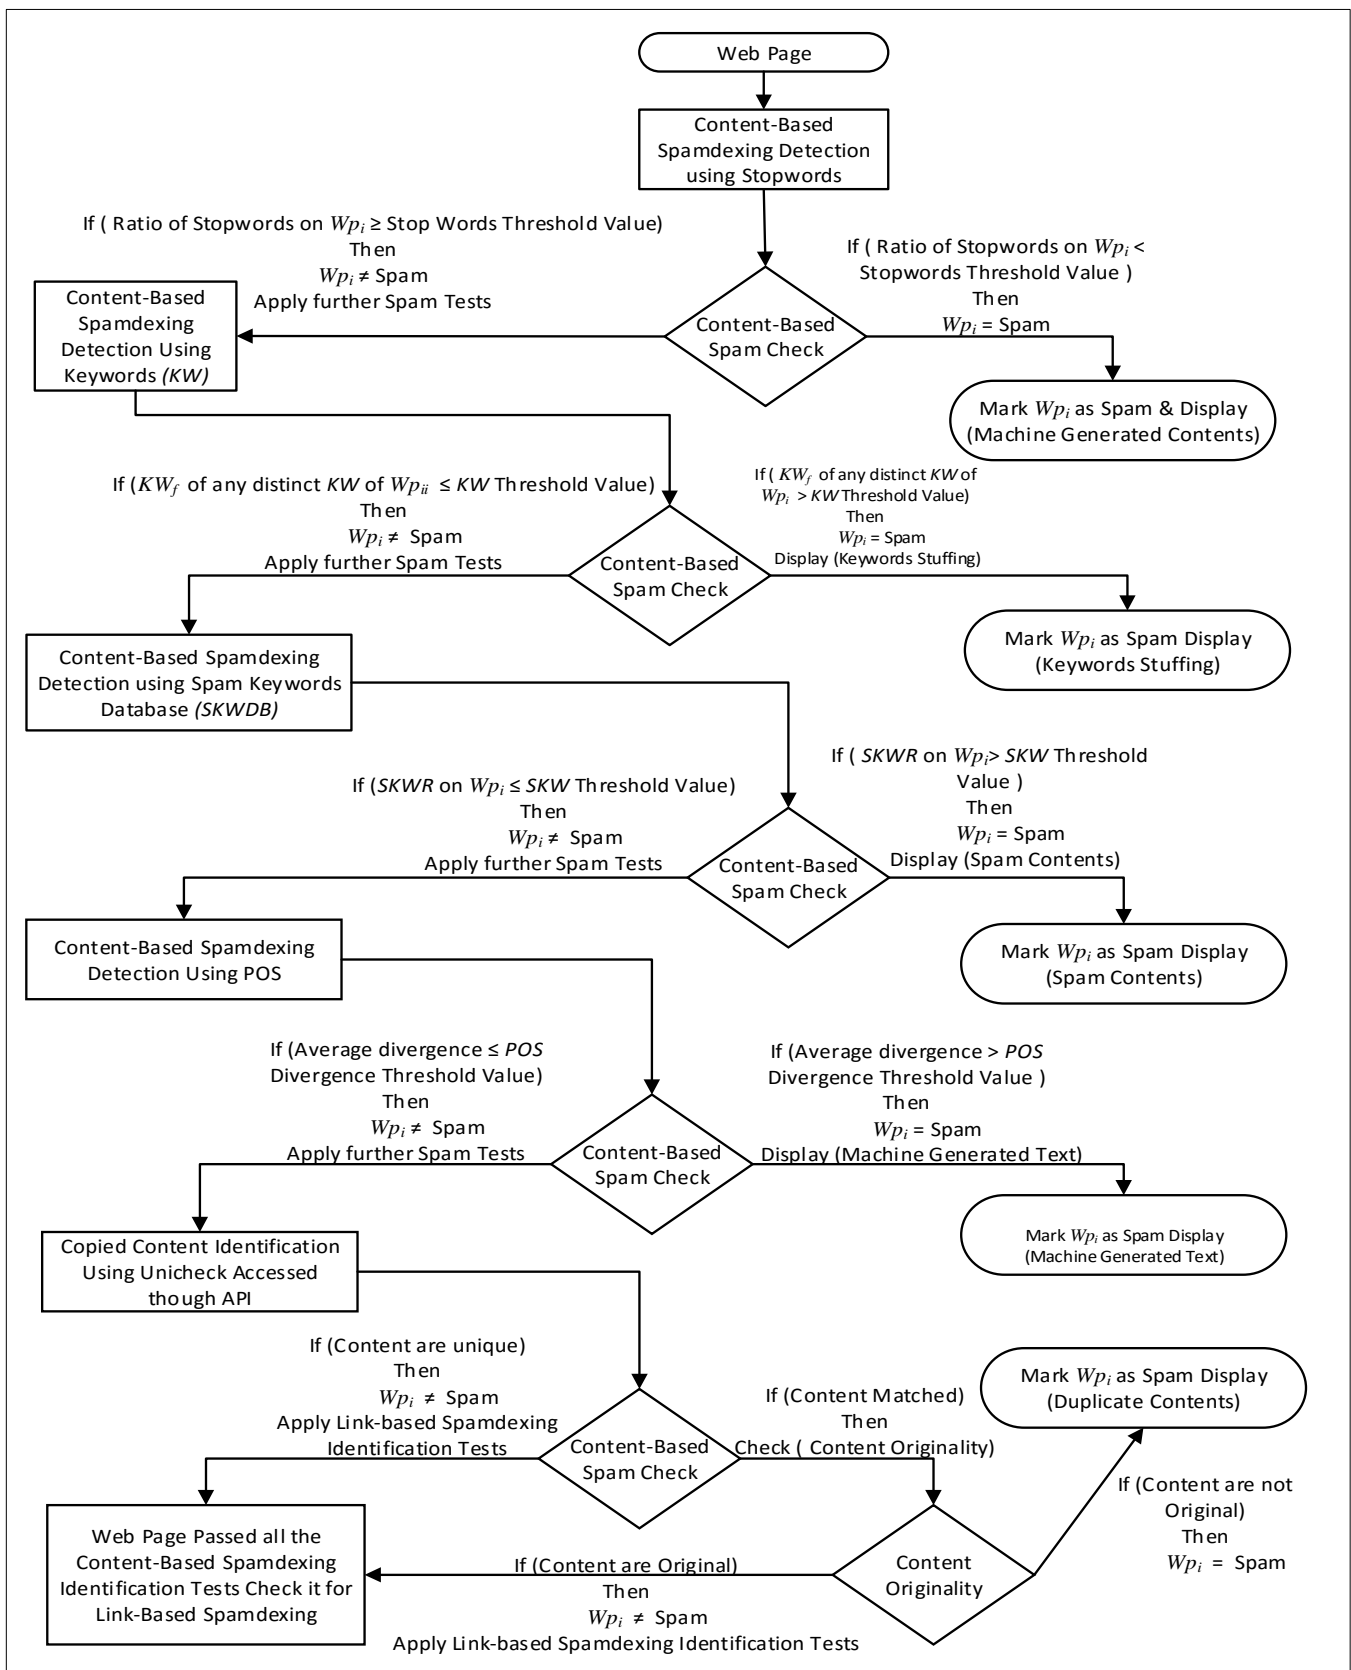 Web Page
Content-Based
Spamdexing Detection
using Stopwords
If ( Ratio of Stopwords on Wpᵢ ≥ Stop Words Threshold Value)
Then
Wpᵢ ≠ Spam
Apply further Spam Tests
If ( Ratio of Stopwords on Wpᵢ <
Stopwords Threshold Value )
Then
Wpᵢ = Spam
Content-Based
Spamdexing
Detection Using
Keywords (KW)
Content-Based
Spam Check
Mark Wpᵢ as Spam & Display
(Machine Generated Contents)
If (KW_f of any distinct KW of Wpᵢᵢ ≤ KW Threshold Value)
Then
Wpᵢ ≠ Spam
Apply further Spam Tests
If ( KW_f of any distinct KW of
Wpᵢ > KW Threshold Value)
Then
Wpᵢ = Spam
Display (Keywords Stuffing)
Content-Based
Spam Check
Mark Wpᵢ as Spam Display
(Keywords Stuffing)
Content-Based Spamdexing
Detection using Spam Keywords
Database (SKWDB)
If (SKWR on Wpᵢ ≤ SKW Threshold Value)
Then
Wpᵢ ≠ Spam
Apply further Spam Tests
If ( SKWR on Wpᵢ> SKW Threshold
Value )
Then
Wpᵢ = Spam
Display (Spam Contents)
Content-Based
Spam Check
Mark Wpᵢ as Spam Display
(Spam Contents)
Content-Based Spamdexing
Detection Using POS
If (Average divergence ≤ POS
Divergence Threshold Value)
Then
Wpᵢ ≠ Spam
Apply further Spam Tests
If (Average divergence > POS
Divergence Threshold Value )
Then
Wpᵢ = Spam
Display (Machine Generated Text)
Content-Based
Spam Check
Mark Wpᵢ as Spam Display
(Machine Generated Text)
Copied Content Identification
Using Unicheck Accessed
though API
If (Content are unique)
Then
Wpᵢ ≠ Spam
Apply Link-based Spamdexing
Identification Tests
Content-Based
Spam Check
If (Content Matched)
Then
Check ( Content Originality)
Mark Wpᵢ as Spam Display
(Duplicate Contents)
If (Content are not
Original)
Then
Wpᵢ = Spam
Web Page Passed all the
Content-Based Spamdexing
Identification Tests Check it for
Link-Based Spamdexing
If (Content are Original)
Then
Wpᵢ ≠ Spam
Apply Link-based Spamdexing Identification Tests
Content
Originality